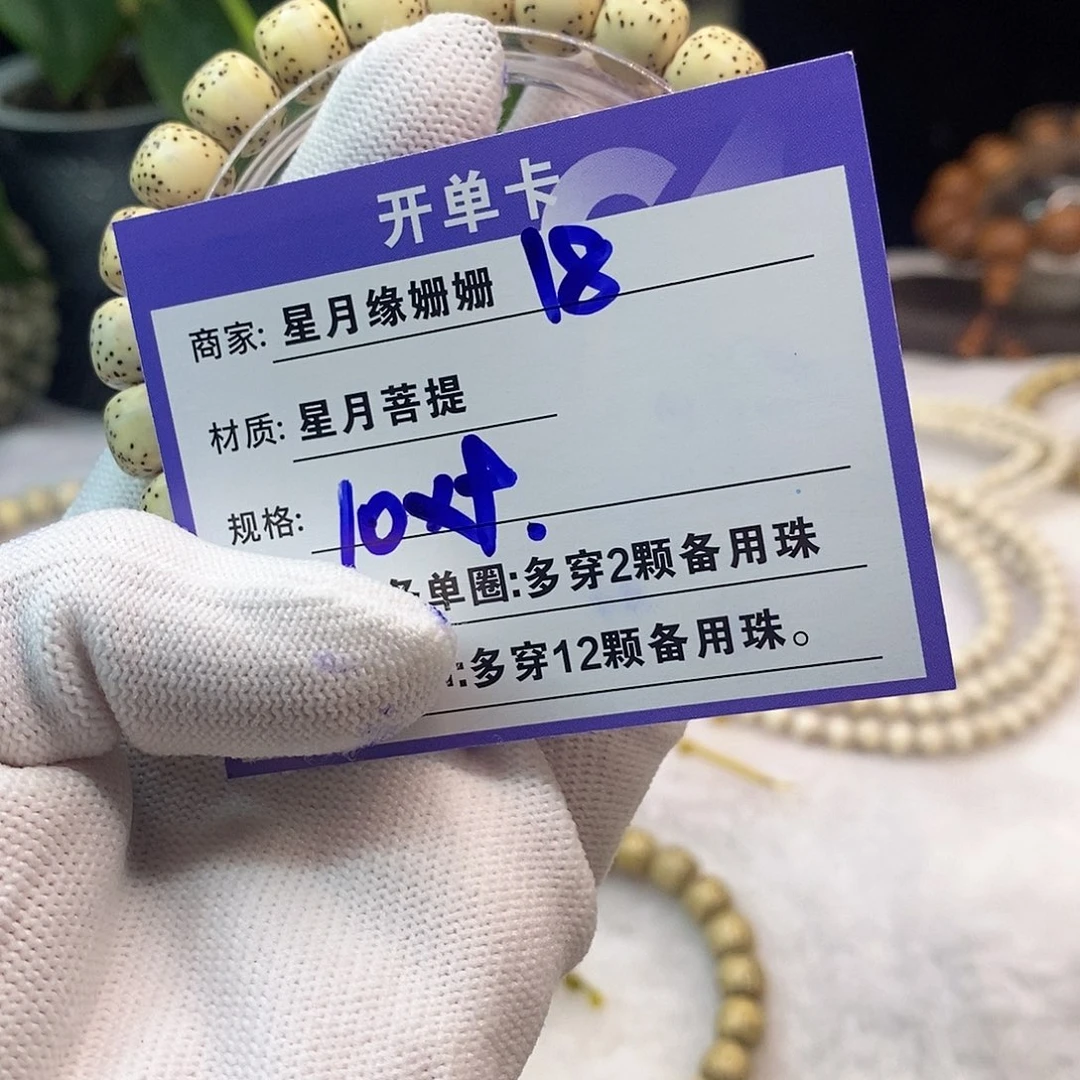 开单卡
商家: 星月缘姗姗 18
材质: 星月菩提
规格: 10x9.
单圈:多穿2颗备用珠
:多穿12颗备用珠。